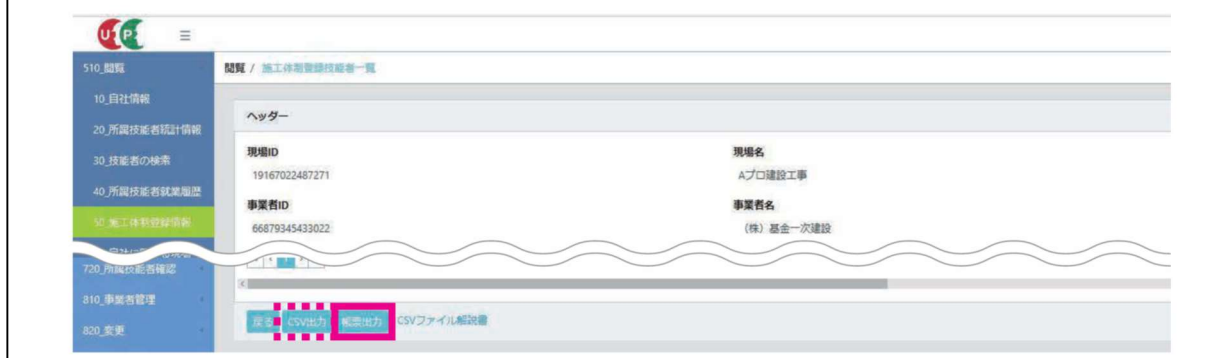 510_閲覧
閲覧 / 施工体制登録技能者一覧
10_自社情報
ヘッダー
20_所属技能者統計情報
現場ID
現場名
30_技能者の検索
19167022487271
Aプロ建設工事
40_所属技能者就業履歴
事業者ID
事業者名
50_施工体制登録情報
66879345433022
(株) 基金一次建設
720_所属技能者確認
810_事業者管理
戻る CSV出力 帳票出力 CSVファイル解説書
820_変更